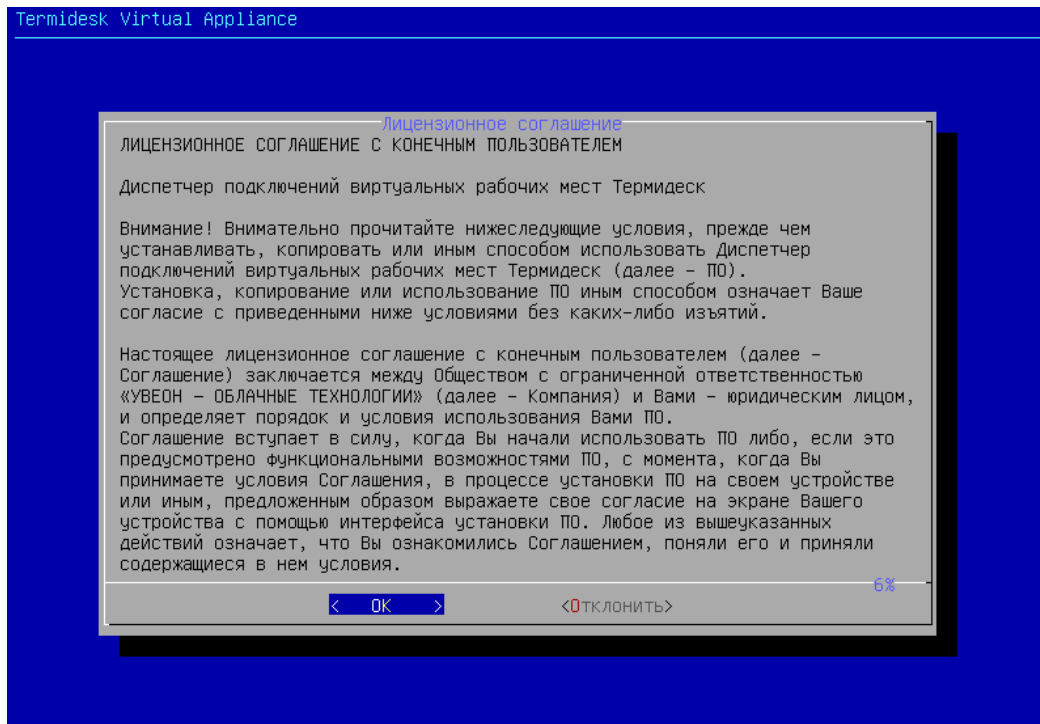 Termidesk Virtual Appliance
Лицензионное соглашение
ЛИЦЕНЗИОННОЕ СОГЛАШЕНИЕ С КОНЕЧНЫМ ПОЛЬЗОВАТЕЛЕМ
Диспетчер подключений виртуальных рабочих мест Термидеск
Внимание! Внимательно прочитайте нижеследующие условия, прежде чем
устанавливать, копировать или иным способом использовать Диспетчер
подключений виртуальных рабочих мест Термидеск (далее – ПО).
Установка, копирование или использование ПО иным способом означает Ваше
согласие с приведенными ниже условиями без каких-либо изъятий.
Настоящее лицензионное соглашение с конечным пользователем (далее –
Соглашение) заключается между Обществом с ограниченной ответственностью
«УВЕОН – ОБЛАЧНЫЕ ТЕХНОЛОГИИ» (далее – Компания) и Вами – юридическим лицом,
и определяет порядок и условия использования Вами ПО.
Соглашение вступает в силу, когда Вы начали использовать ПО либо, если это
предусмотрено функциональными возможностями ПО, с момента, когда Вы
принимаете условия Соглашения, в процессе установки ПО на своем устройстве
или иным, предложенным образом выражаете свое согласие на экране Вашего
устройства с помощью интерфейса установки ПО. Любое из вышеуказанных
действий означает, что Вы ознакомились Соглашением, поняли его и приняли
содержащиеся в нем условия.
6%
< OK > <Отклонить>